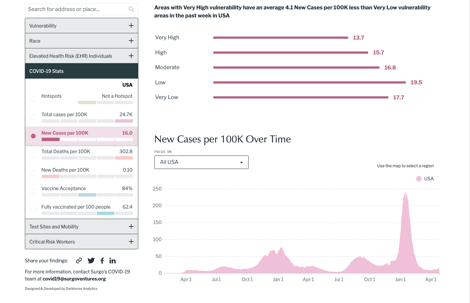 Search for address or place...
Vulnerability +
Race +
Elevated Health Risk (EHR) Individuals +
COVID-19 Stats
USA
Hotspots Not a Hotspot
Total cases per 100K 24.7K
New Cases per 100K 16.0
Total Deaths per 100K 302.8
New Deaths per 100K 0.10
Vaccine Acceptance 84%
Fully vaccinated per 100 people 62.4
Test Sites and Mobility +
Critical Risk Workers +
Share your findings:
For more information, contact Surgo's COVID-19
team at covid19@surgoventures.org
Designed & Developed by Darkhorse Analytics
Areas with Very High vulnerability have an average 4.1 New Cases per 100K less than Very Low vulnerability
areas in the past week in USA
Very High 13.7
High 15.7
Moderate 16.8
Low 19.5
Very Low 17.7
New Cases per 100K Over Time
FOCUS ON
All USA
Use the map to select a region
USA
250
200
150
100
50
0
Apr 1 Jul 1 Oct 1 Jan 1 Apr 1 Jul 1 Oct 1 Jan 1 Apr 1